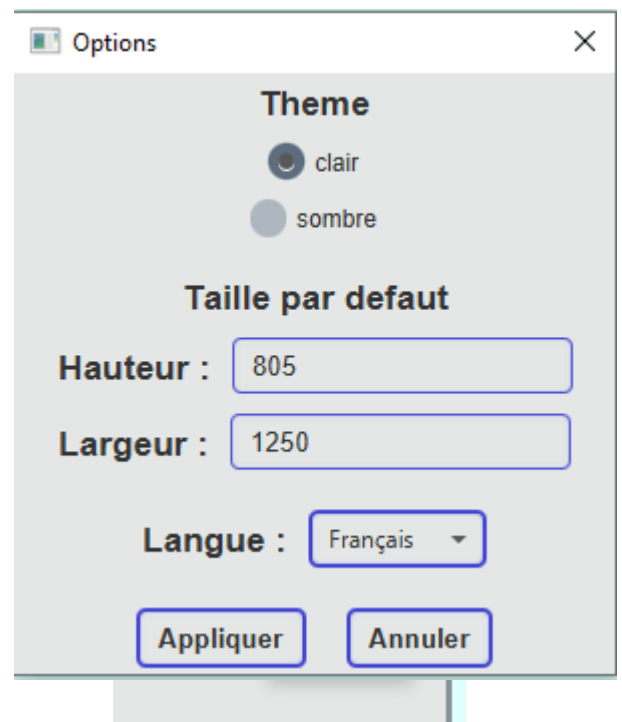 Options
Theme
clair
sombre
Taille par defaut
Hauteur : 805
Largeur : 1250
Langue : Français
Appliquer Annuler